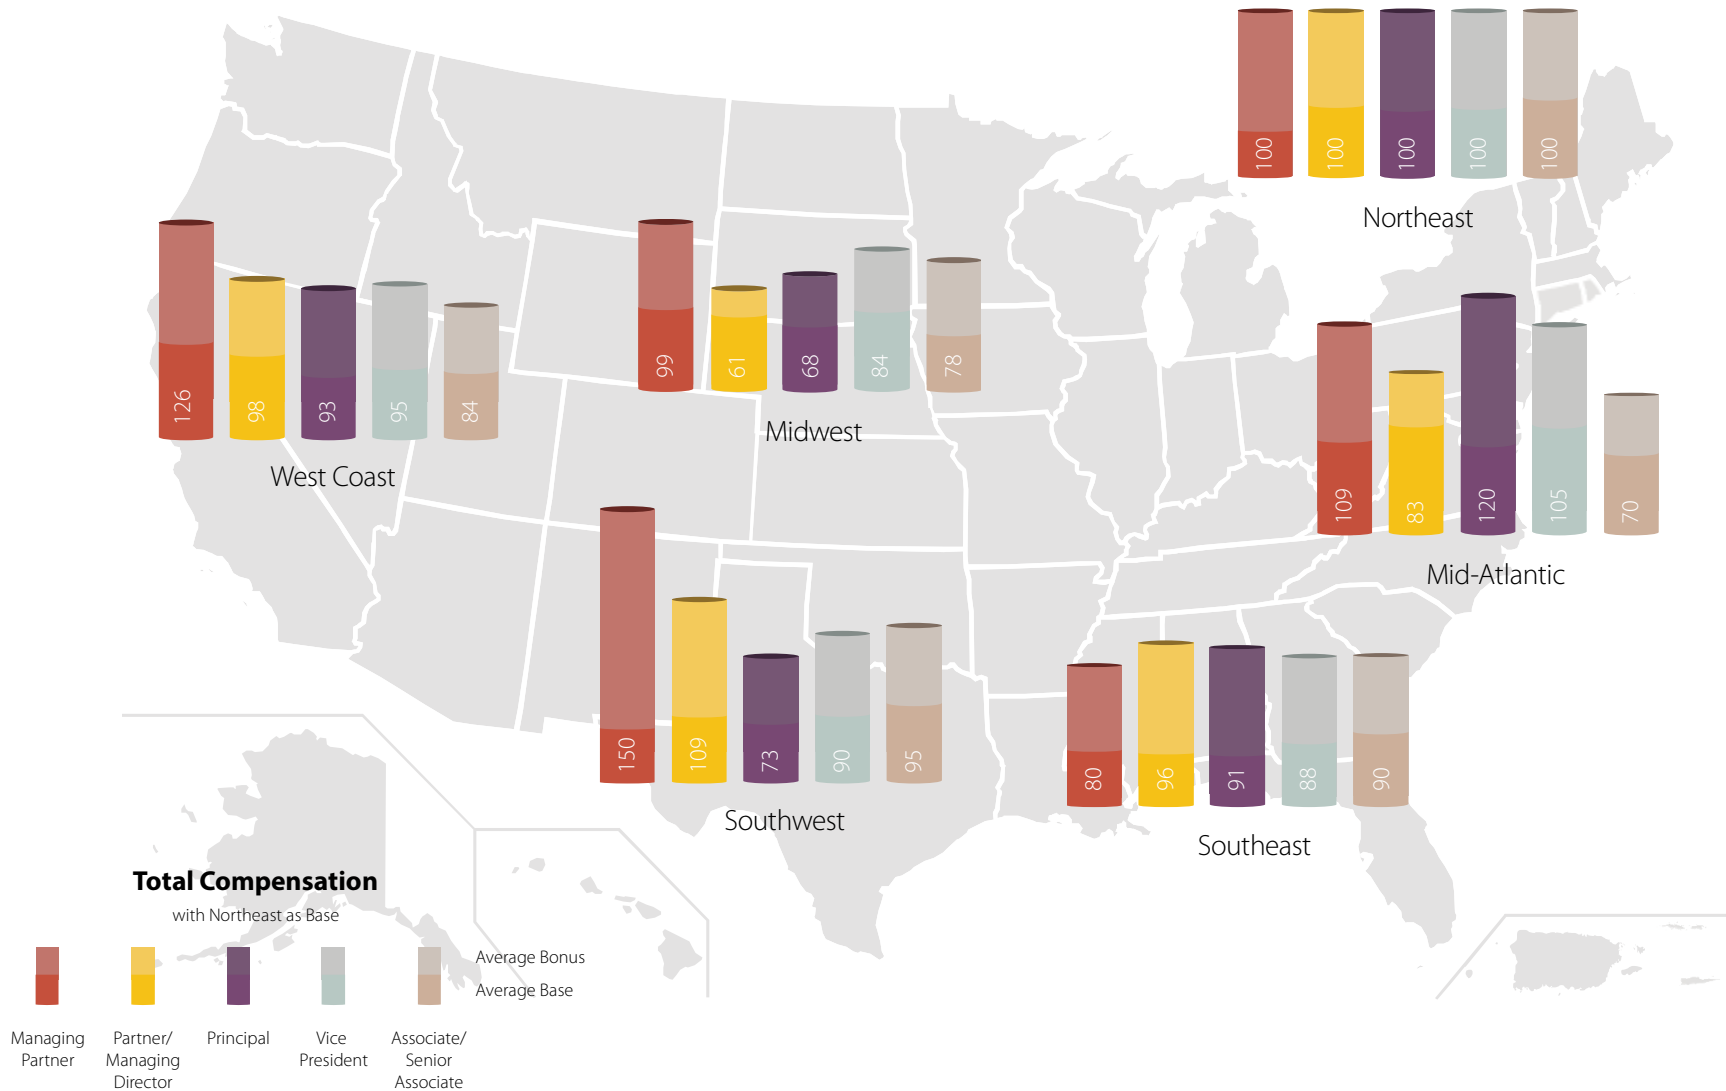 100 100 100 100 100
Northeast
126 98 93 95 84
West Coast
99 61 68 84 78
Midwest
109 83 120 105 70
Mid-Atlantic
150 109 73 90 95
Southwest
80 96 91 88 90
Southeast
Total Compensation
with Northeast as Base
Average Bonus
Average Base
Managing
Partner
Partner/
Managing
Director
Principal
Vice
President
Associate/
Senior
Associate